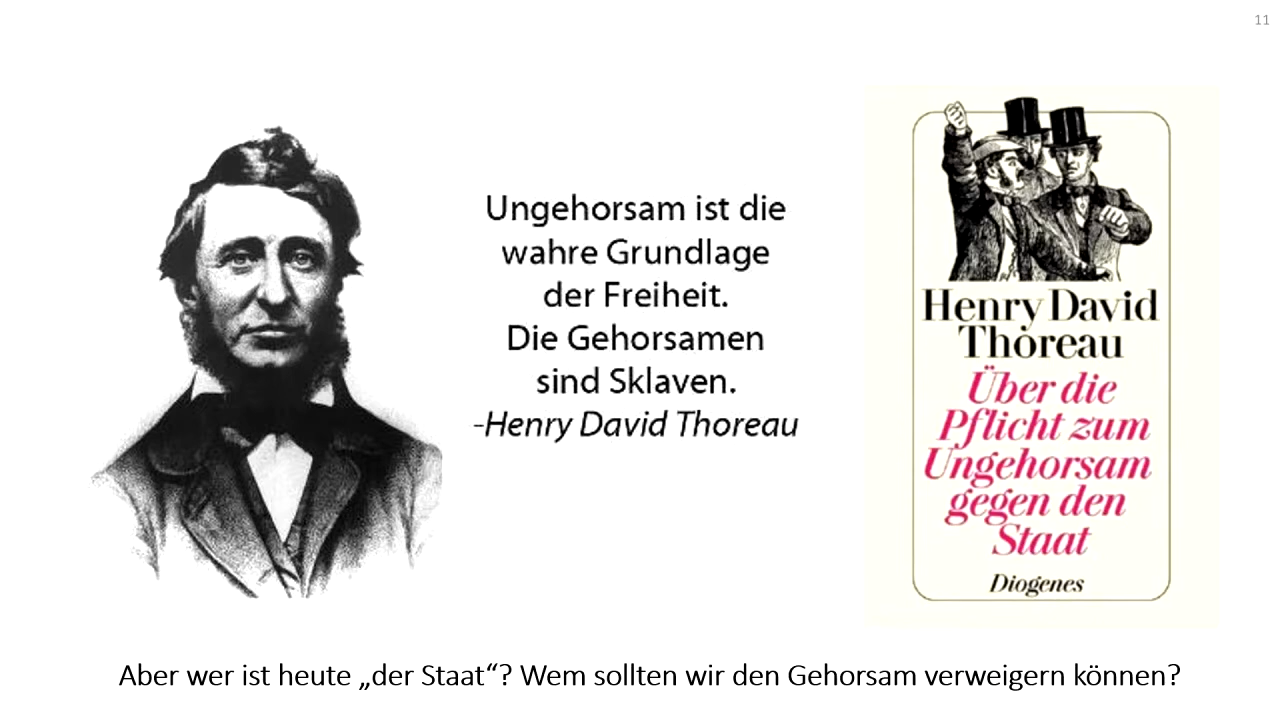 11
Ungehorsam ist die
wahre Grundlage
der Freiheit.
Die Gehorsamen
sind Sklaven.
-Henry David Thoreau
Henry David
Thoreau
Über die
Pflicht zum
Ungehorsam
gegen den
Staat
Diogenes
Aber wer ist heute „der Staat“? Wem sollten wir den Gehorsam verweigern können?